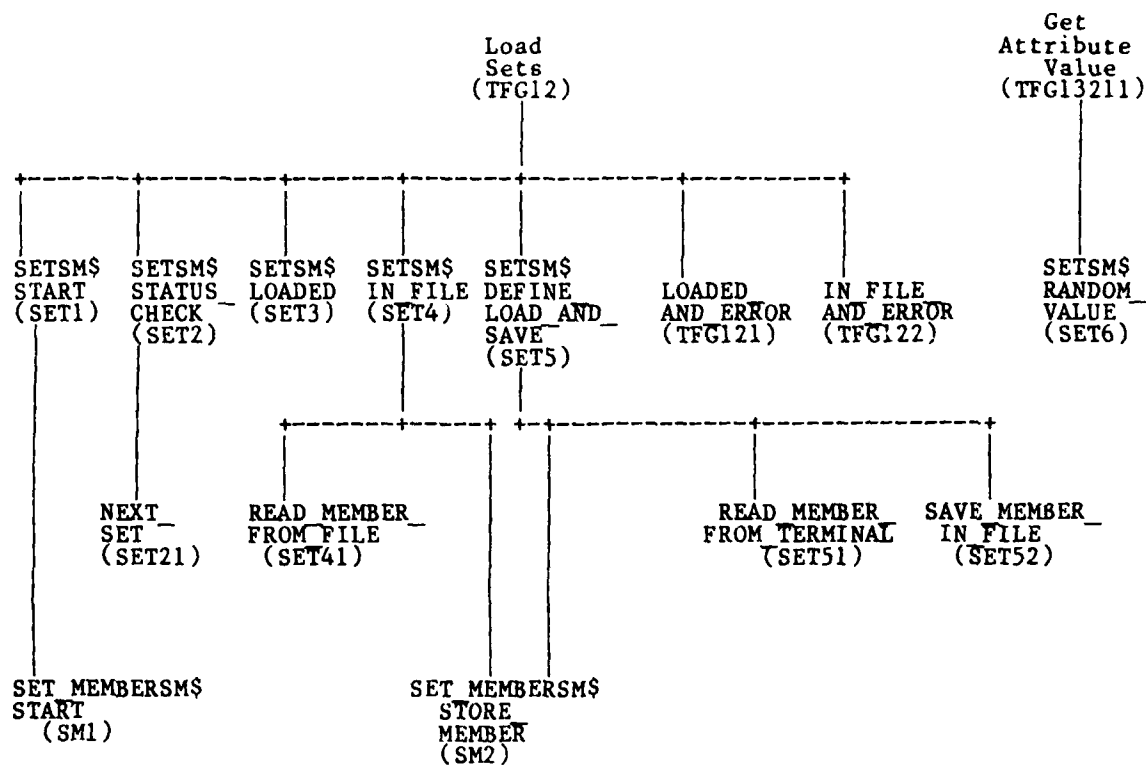 Load
Sets
(TFG12)
Get
Attribute
Value
(TFG13211)
SETSM$
START
(SET1)
SETSM$
STATUS_
CHECK
(SET2)
SETSM$
LOADED
(SET3)
SETSM$
IN_FILE
(SET4)
SETSM$
DEFINE_
LOAD_AND_
SAVE
(SET5)
LOADED_
AND_ERROR
(TFG121)
IN_FILE_
AND_ERROR
(TFG122)
SETSM$
RANDOM_
VALUE
(SET6)
NEXT_
SET
(SET21)
READ_MEMBER_
FROM_FILE
(SET41)
READ_MEMBER_
FROM_TERMINAL
(SET51)
SAVE_MEMBER_
IN_FILE
(SET52)
SET_MEMBERSM$
START
(SM1)
SET_MEMBERSM$
STORE_
MEMBER
(SM2)